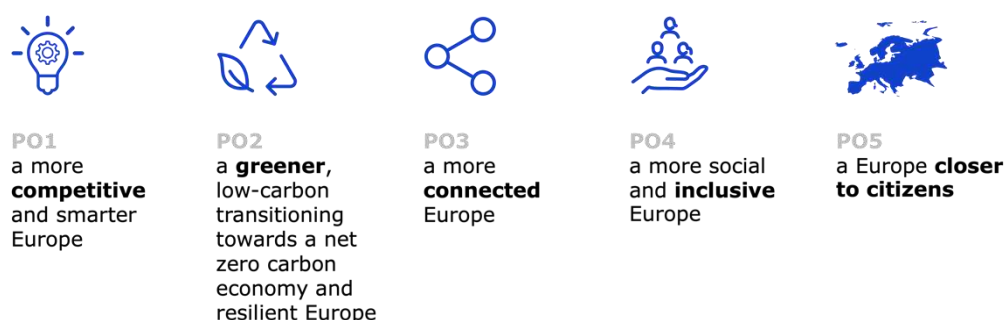 PO1
a more
competitive
and smarter
Europe
PO2
a greener,
low-carbon
transitioning
towards a net
zero carbon
economy and
resilient Europe
PO3
a more
connected
Europe
PO4
a more social
and inclusive
Europe
PO5
a Europe closer
to citizens